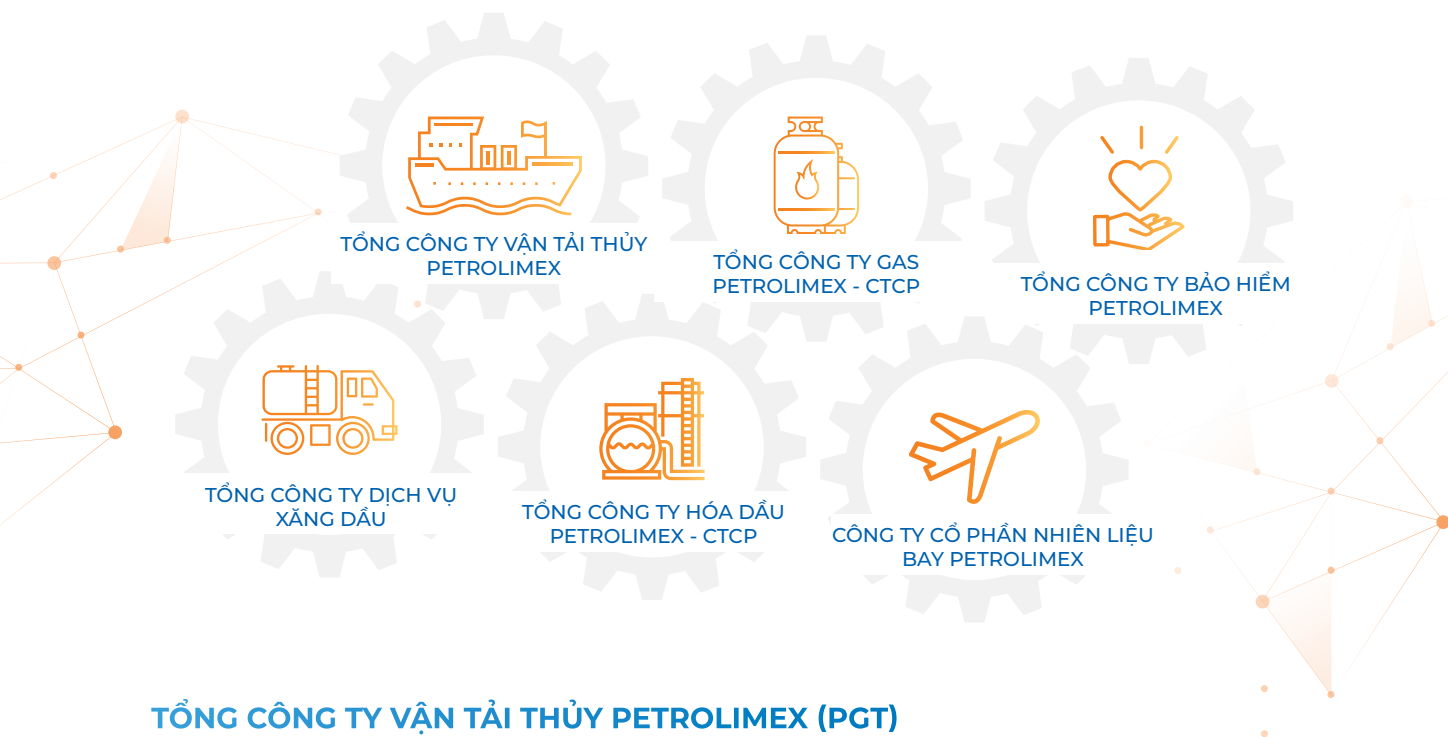 TỔNG CÔNG TY VẬN TẢI THỦY
PETROLIMEX
TỔNG CÔNG TY GAS
PETROLIMEX - CTCP
TỔNG CÔNG TY BẢO HIỂM
PETROLIMEX
TỔNG CÔNG TY DỊCH VỤ
XĂNG DẦU
TỔNG CÔNG TY HÓA DẦU
PETROLIMEX - CTCP
CÔNG TY CỔ PHẦN NHIÊN LIỆU
BAY PETROLIMEX
TỔNG CÔNG TY VẬN TẢI THỦY PETROLIMEX (PGT)